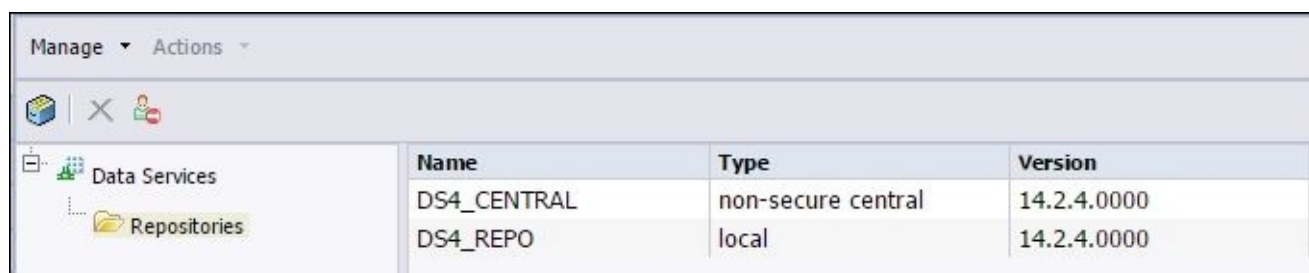 Manage Actions
Data Services
Repositories
Name Type Version
DS4_CENTRAL non-secure central 14.2.4.0000
DS4_REPO local 14.2.4.0000